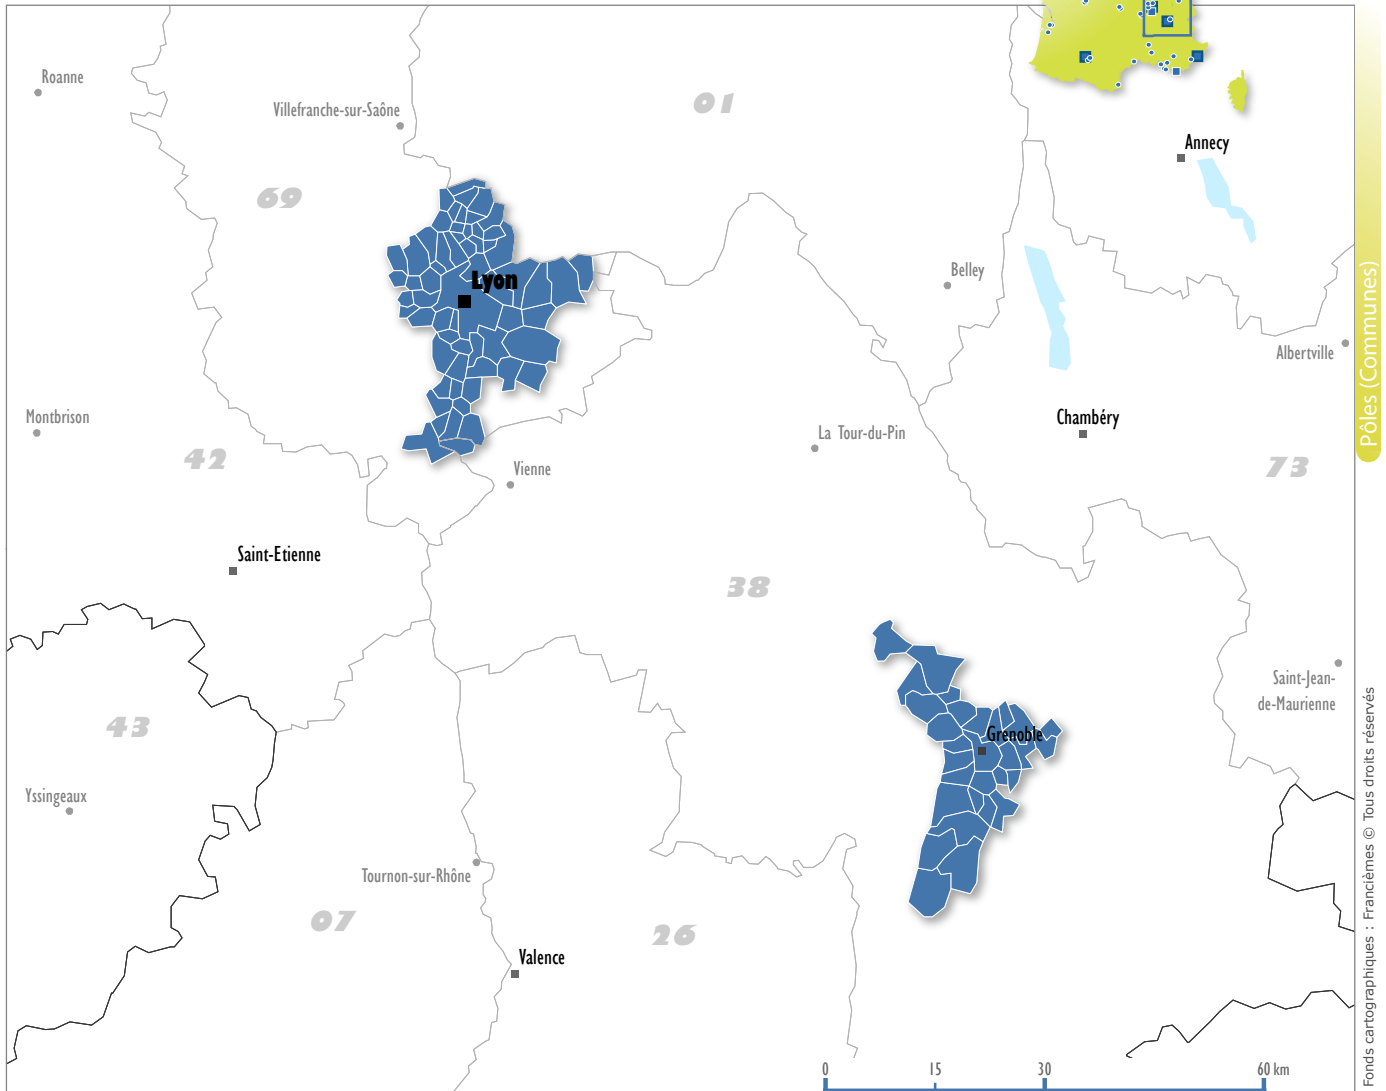 Roanne
Villefranche-sur-Saône
01
Annecy
69
Lyon
Belley
Albertville
Pôles (Communes)
Montbrison
Chambéry
La Tour-du-Pin
42
73
Vienne
Saint-Etienne
38
Saint-Jean-
de-Maurienne
43
Grenoble
Yssingeaux
Tournon-sur-Rhône
07
26
Valence
0 15 30 60 km
Fonds cartographiques : Francièmes © Tous droits réservés